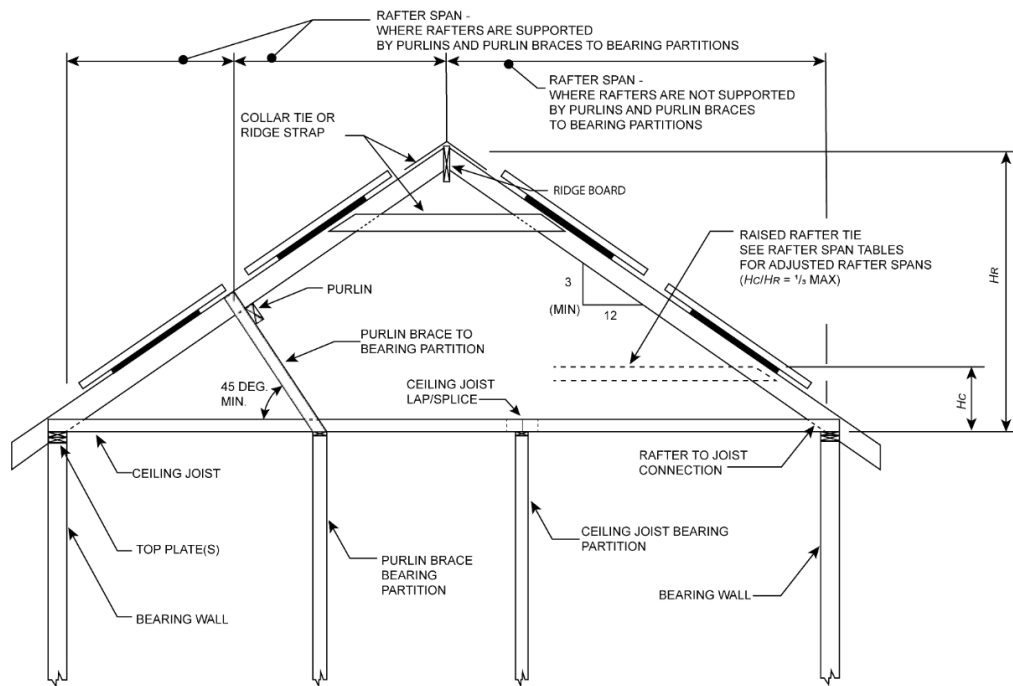 RAFTER SPAN -
WHERE RAFTERS ARE SUPPORTED
BY PURLINS AND PURLIN BRACES TO BEARING PARTITIONS
RAFTER SPAN -
WHERE RAFTERS ARE NOT SUPPORTED
BY PURLINS AND PURLIN BRACES
TO BEARING PARTITIONS
COLLAR TIE OR
RIDGE STRAP
RIDGE BOARD
RAISED RAFTER TIE
SEE RAFTER SPAN TABLES
FOR ADJUSTED RAFTER SPANS
(HC/HR = 1/3 MAX)
HR
3
(MIN)
12
PURLIN
PURLIN BRACE TO
BEARING PARTITION
45 DEG.
MIN.
CEILING JOIST
LAP/SPLICE
HC
CEILING JOIST
RAFTER TO JOIST
CONNECTION
TOP PLATE(S)
PURLIN BRACE
BEARING
PARTITION
CEILING JOIST BEARING
PARTITION
BEARING WALL
BEARING WALL